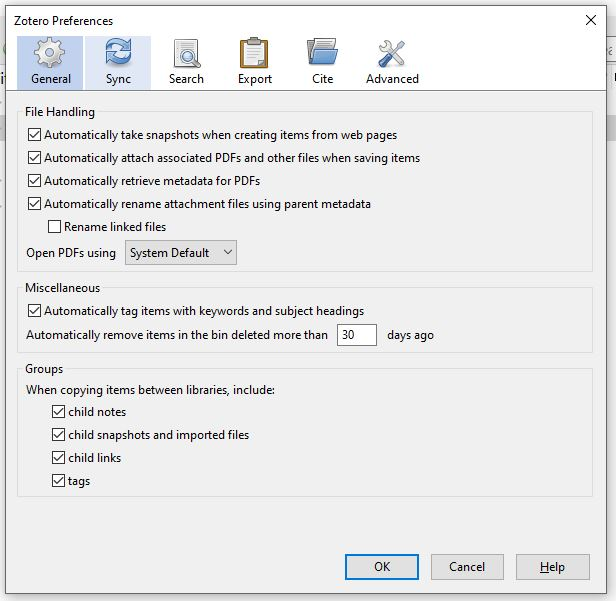 Zotero Preferences
General Sync Search Export Cite Advanced
File Handling
Automatically take snapshots when creating items from web pages
Automatically attach associated PDFs and other files when saving items
Automatically retrieve metadata for PDFs
Automatically rename attachment files using parent metadata
Rename linked files
Open PDFs using System Default
Miscellaneous
Automatically tag items with keywords and subject headings
Automatically remove items in the bin deleted more than 30 days ago
Groups
When copying items between libraries, include:
child notes
child snapshots and imported files
child links
tags
OK Cancel Help